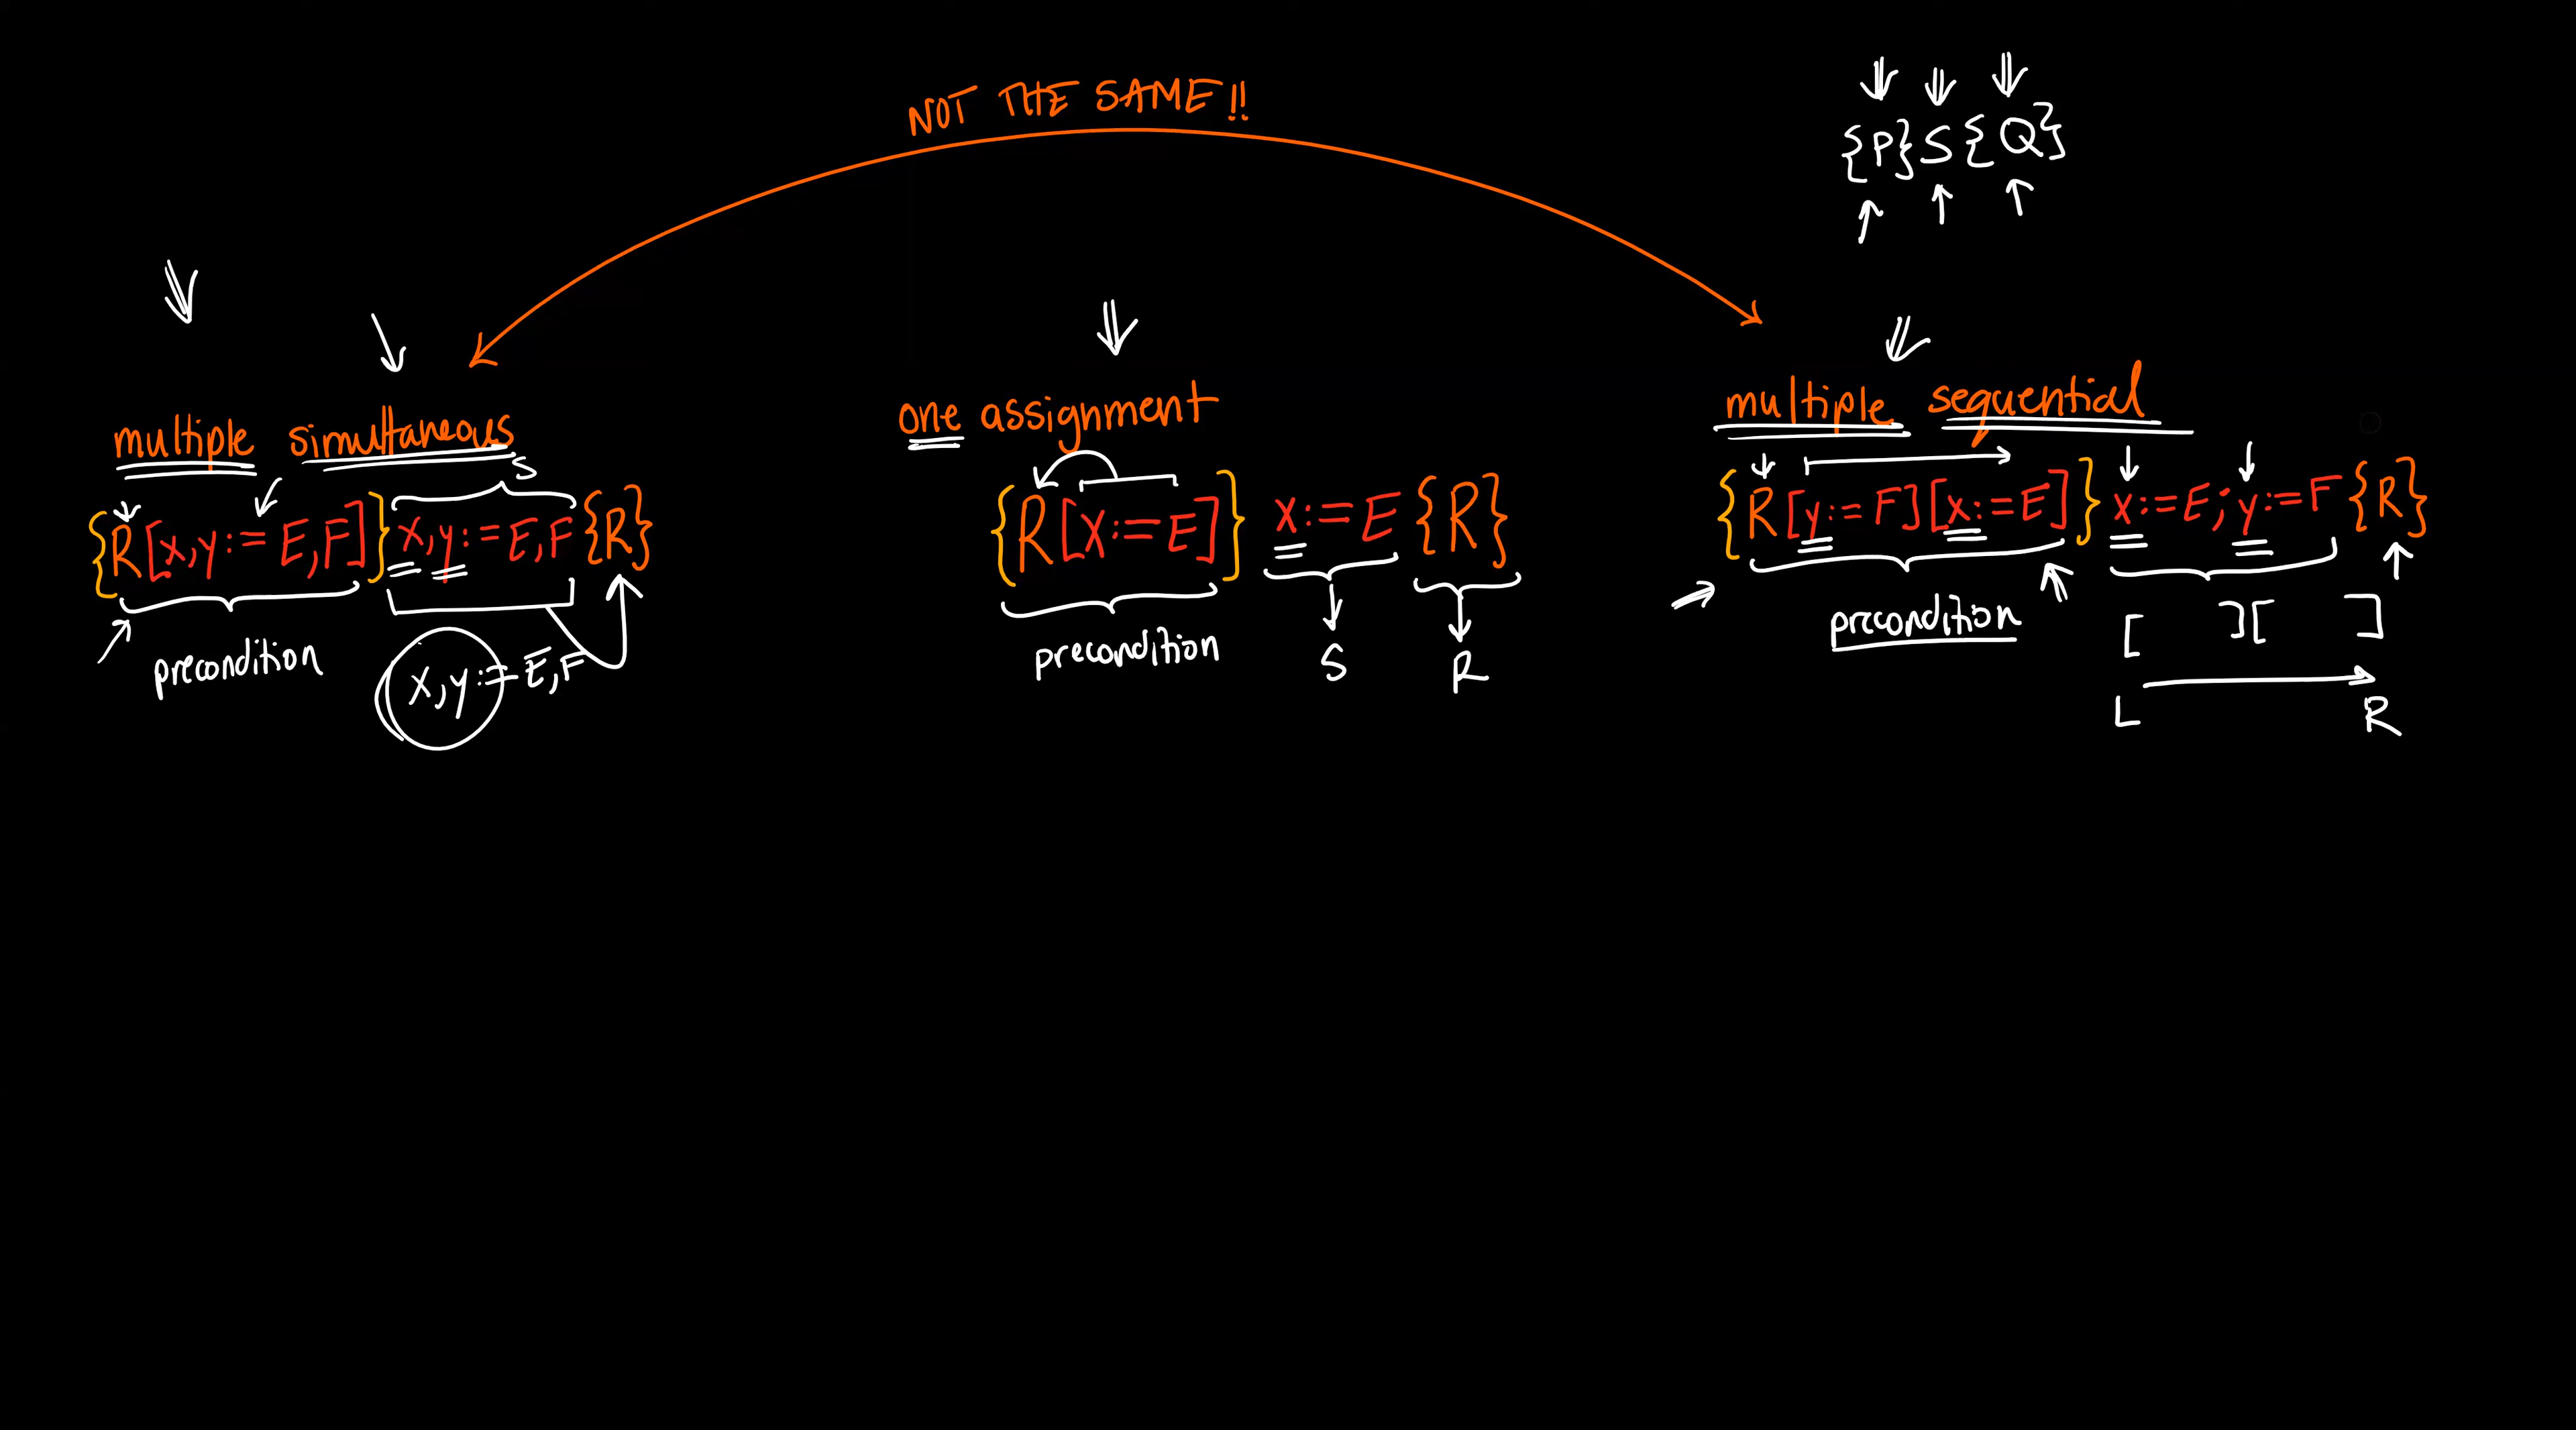 NOT THE SAME!!
{P} S {Q}
multiple simultaneous
one assignment
multiple sequential
S
{R[x,y := E,F]} x,y := E,F {R}
{R[x := E]} x := E {R}
{R[y := F][x := E]} x := E; y := F {R}
precondition
x,y := E,F
precondition
S
R
precondition
[ ][ ]
L
R